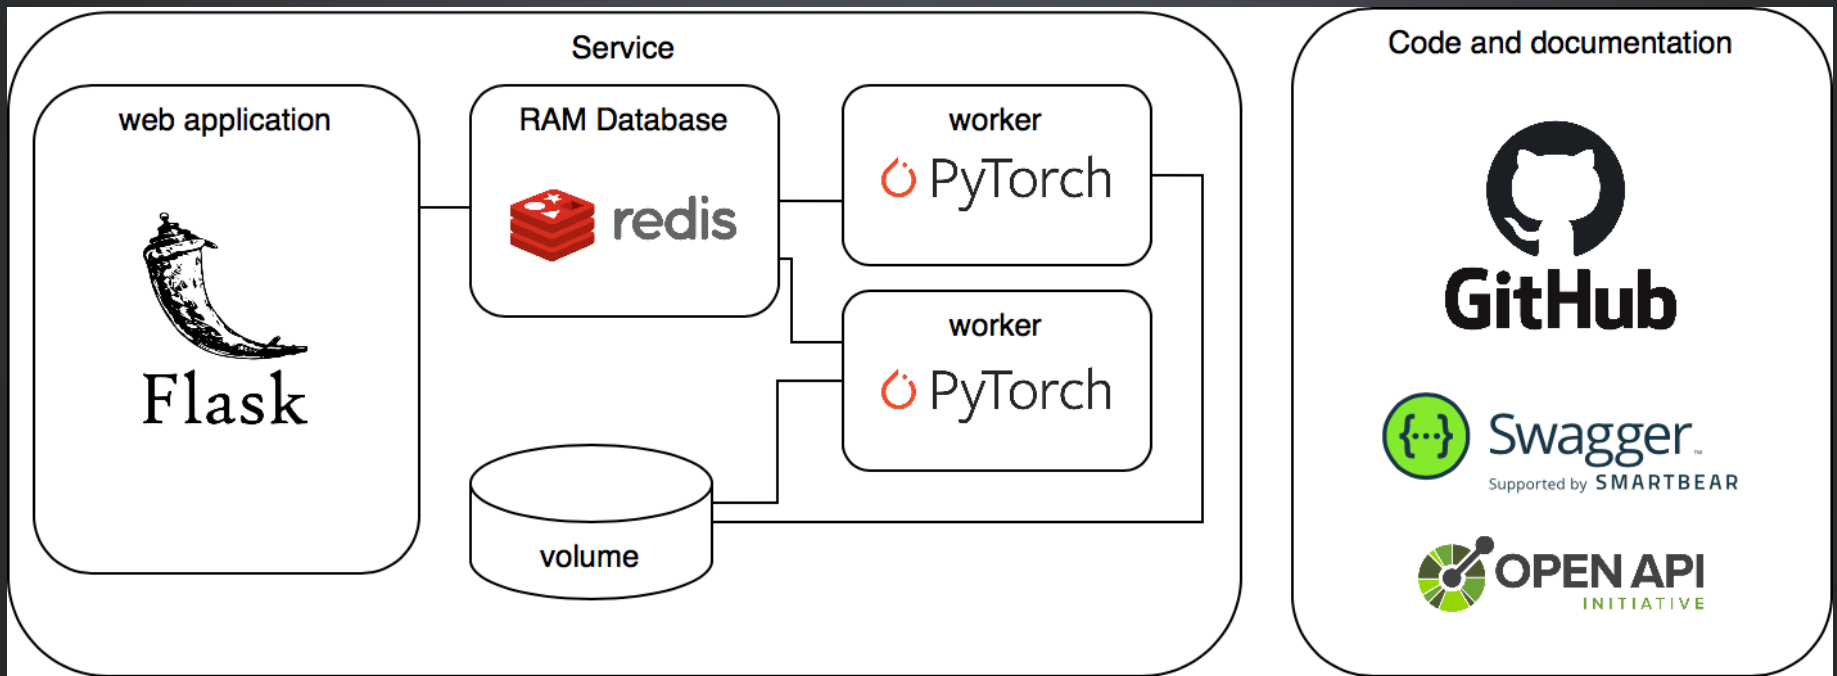 Service
web application
Flask
RAM Database
redis
worker
PyTorch
worker
PyTorch
volume
Code and documentation
GitHub
{···} Swagger™
Supported by SMARTBEAR
OPEN API
INITIATIVE